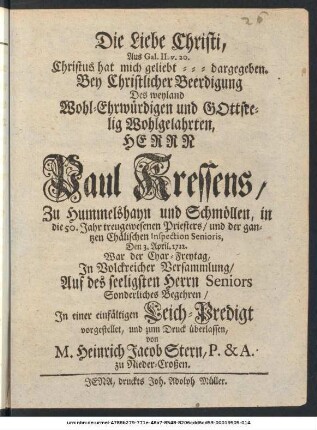 Die Liebe Christi,
Aus Gal. II. v. 20.
Christus hat mich geliebt - - - dargegeben.
Bey Christlicher Beerdigung
Des weyland
Wohl-Ehrwürdigen und GOttsee-
lig Wohlgelahrten,
HERRN
Paul Kressens/
Zu Hummelshayn und Schmöllen, in
die 50. Jahr treugewesenen Priesters/ und der gan-
tzen Chälischen Inspection Senioris,
Den 3. April. 1711.
War der Char-Freytag,
In Volckreicher Versammlung/
Auf des seeligsten Herrn Seniors
Sonderliches Begehren/
In einer einfältigen Leich-Predigt
vorgestellet, und zum Druck überlassen,
von
M. Heinrich Jacob Stern, P. & A.
zu Nieder-Croßen.
JENA, druckts Joh. Adolph Müller.